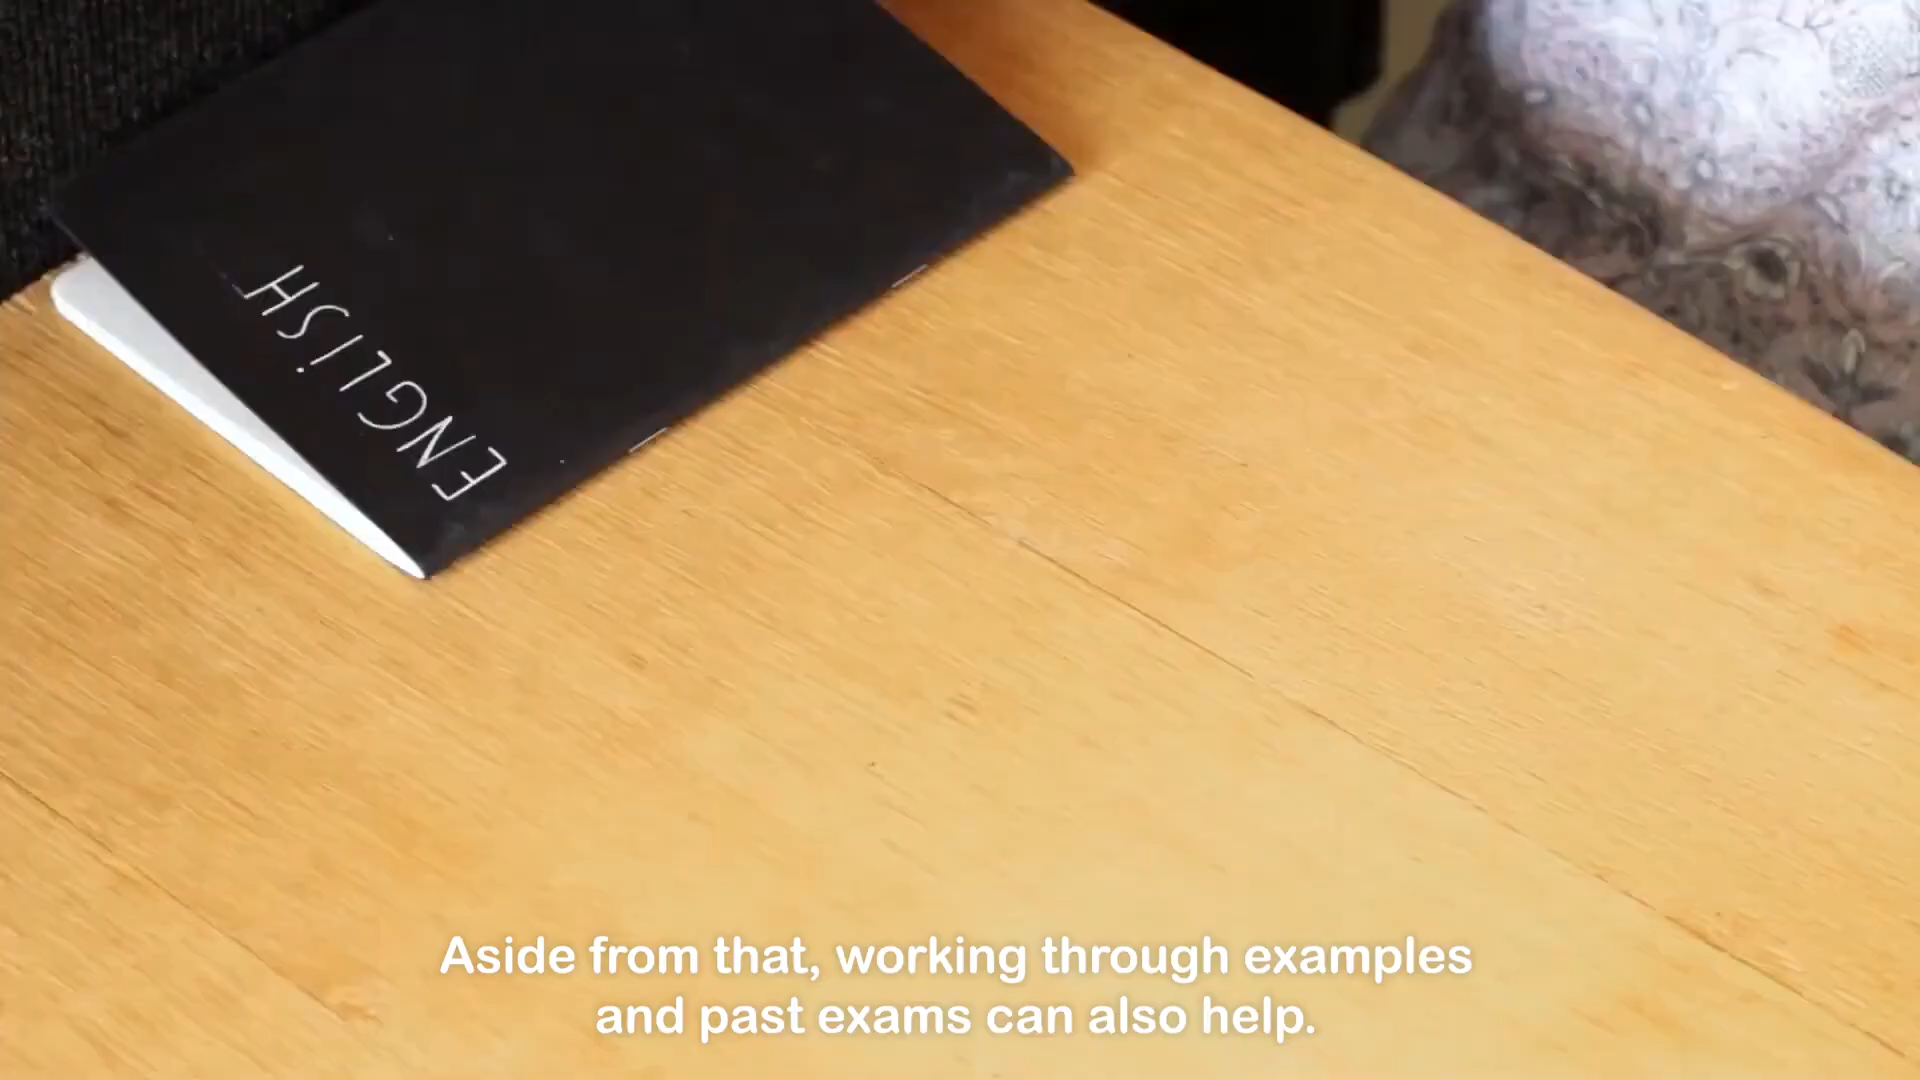 ENGLiSH
Aside from that, working through examples
and past exams can also help.